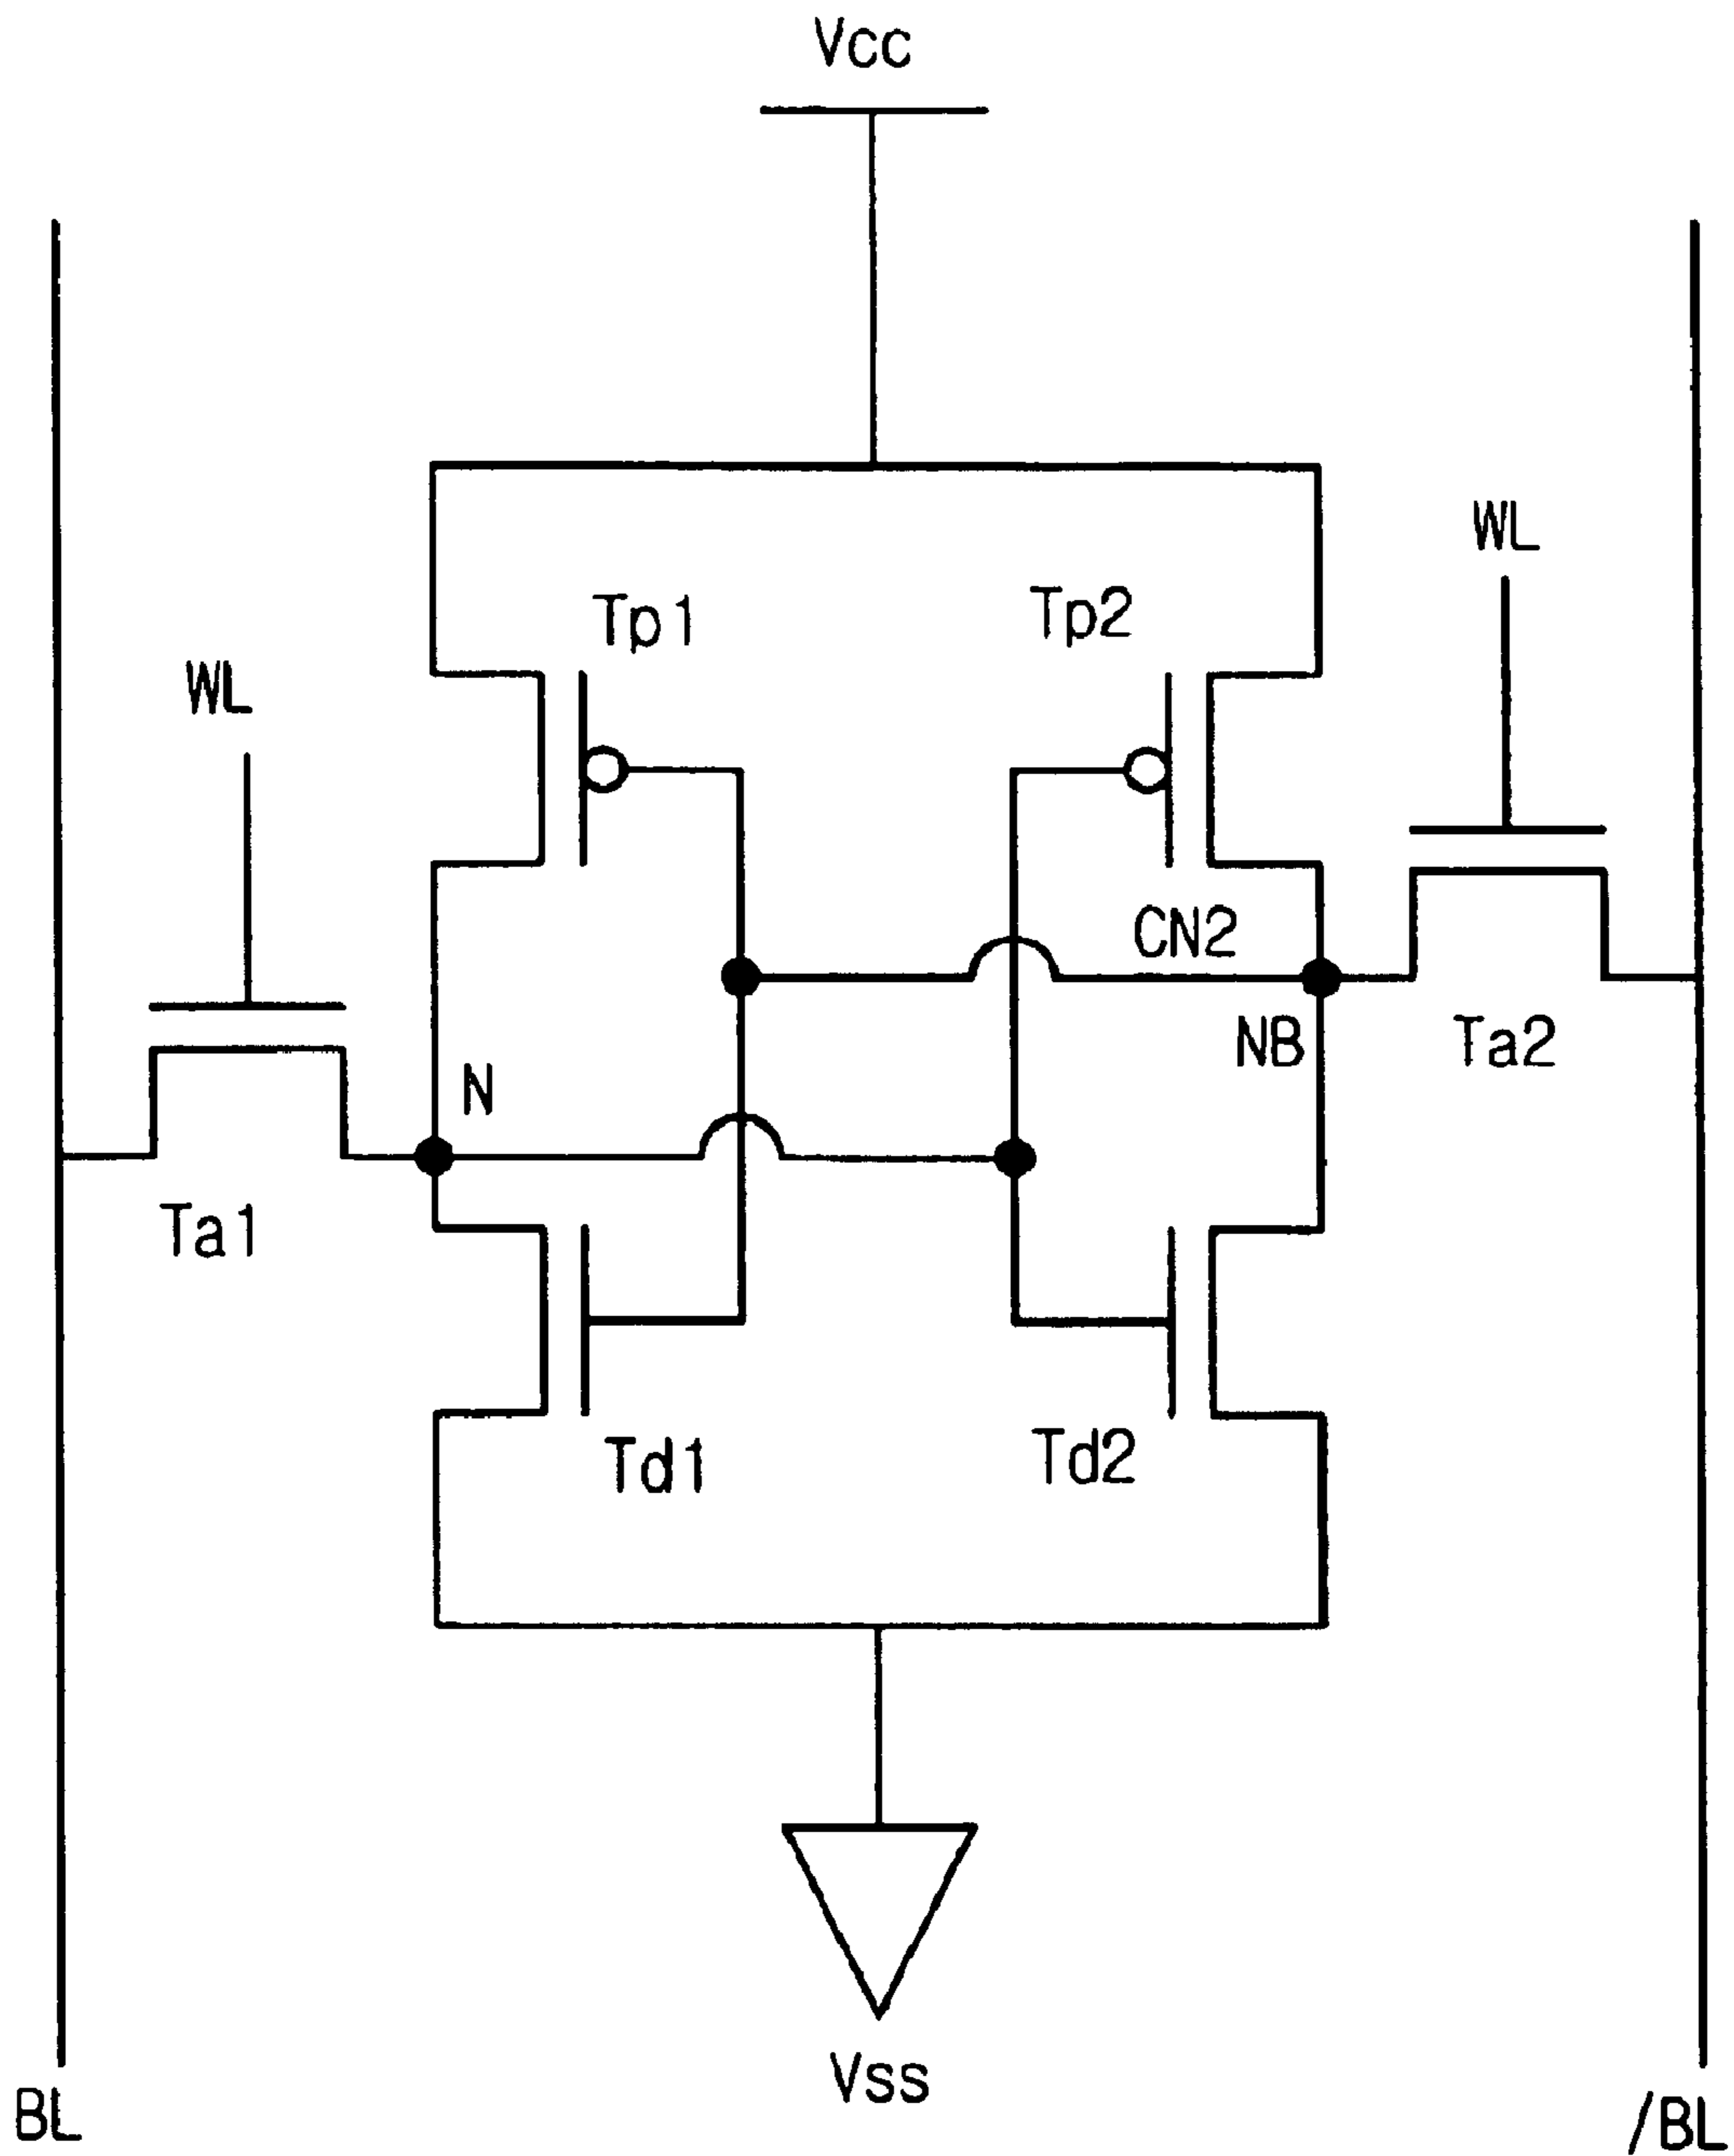 Vcc
WL
Tp1
Tp2
WL
CN2
NB
Ta2
N
Ta1
Td1
Td2
Vss
BL
/BL